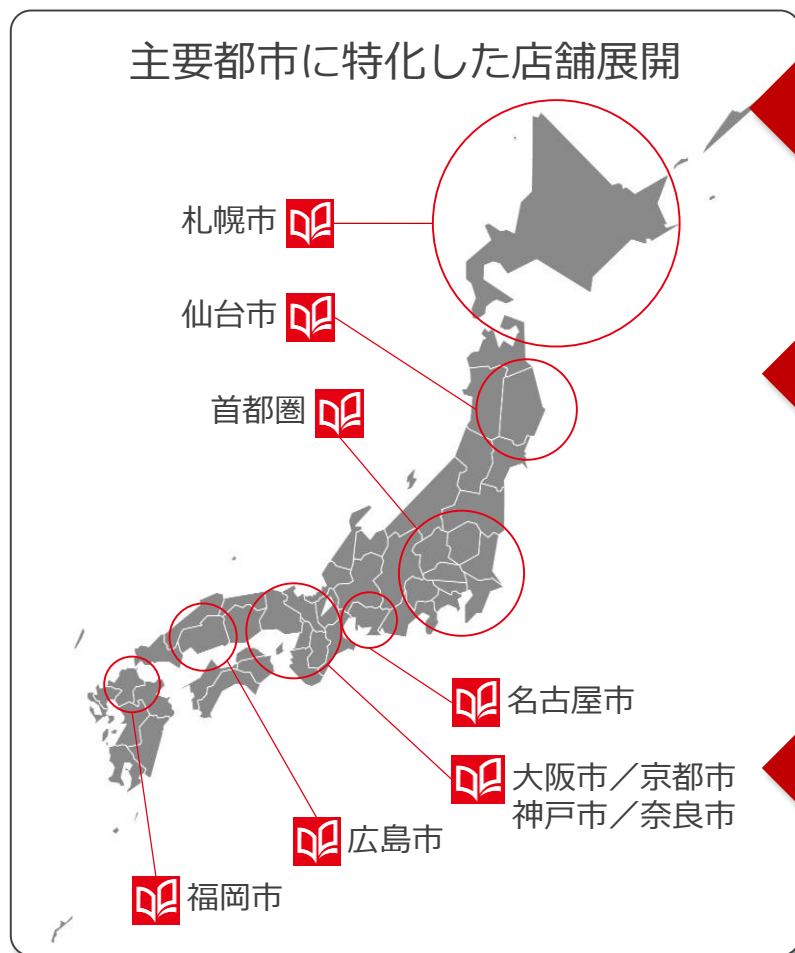 主要都市に特化した店舗展開
札幌市
仙台市
首都圏
名古屋市
大阪市／京都市
神戸市／奈良市
広島市
福岡市